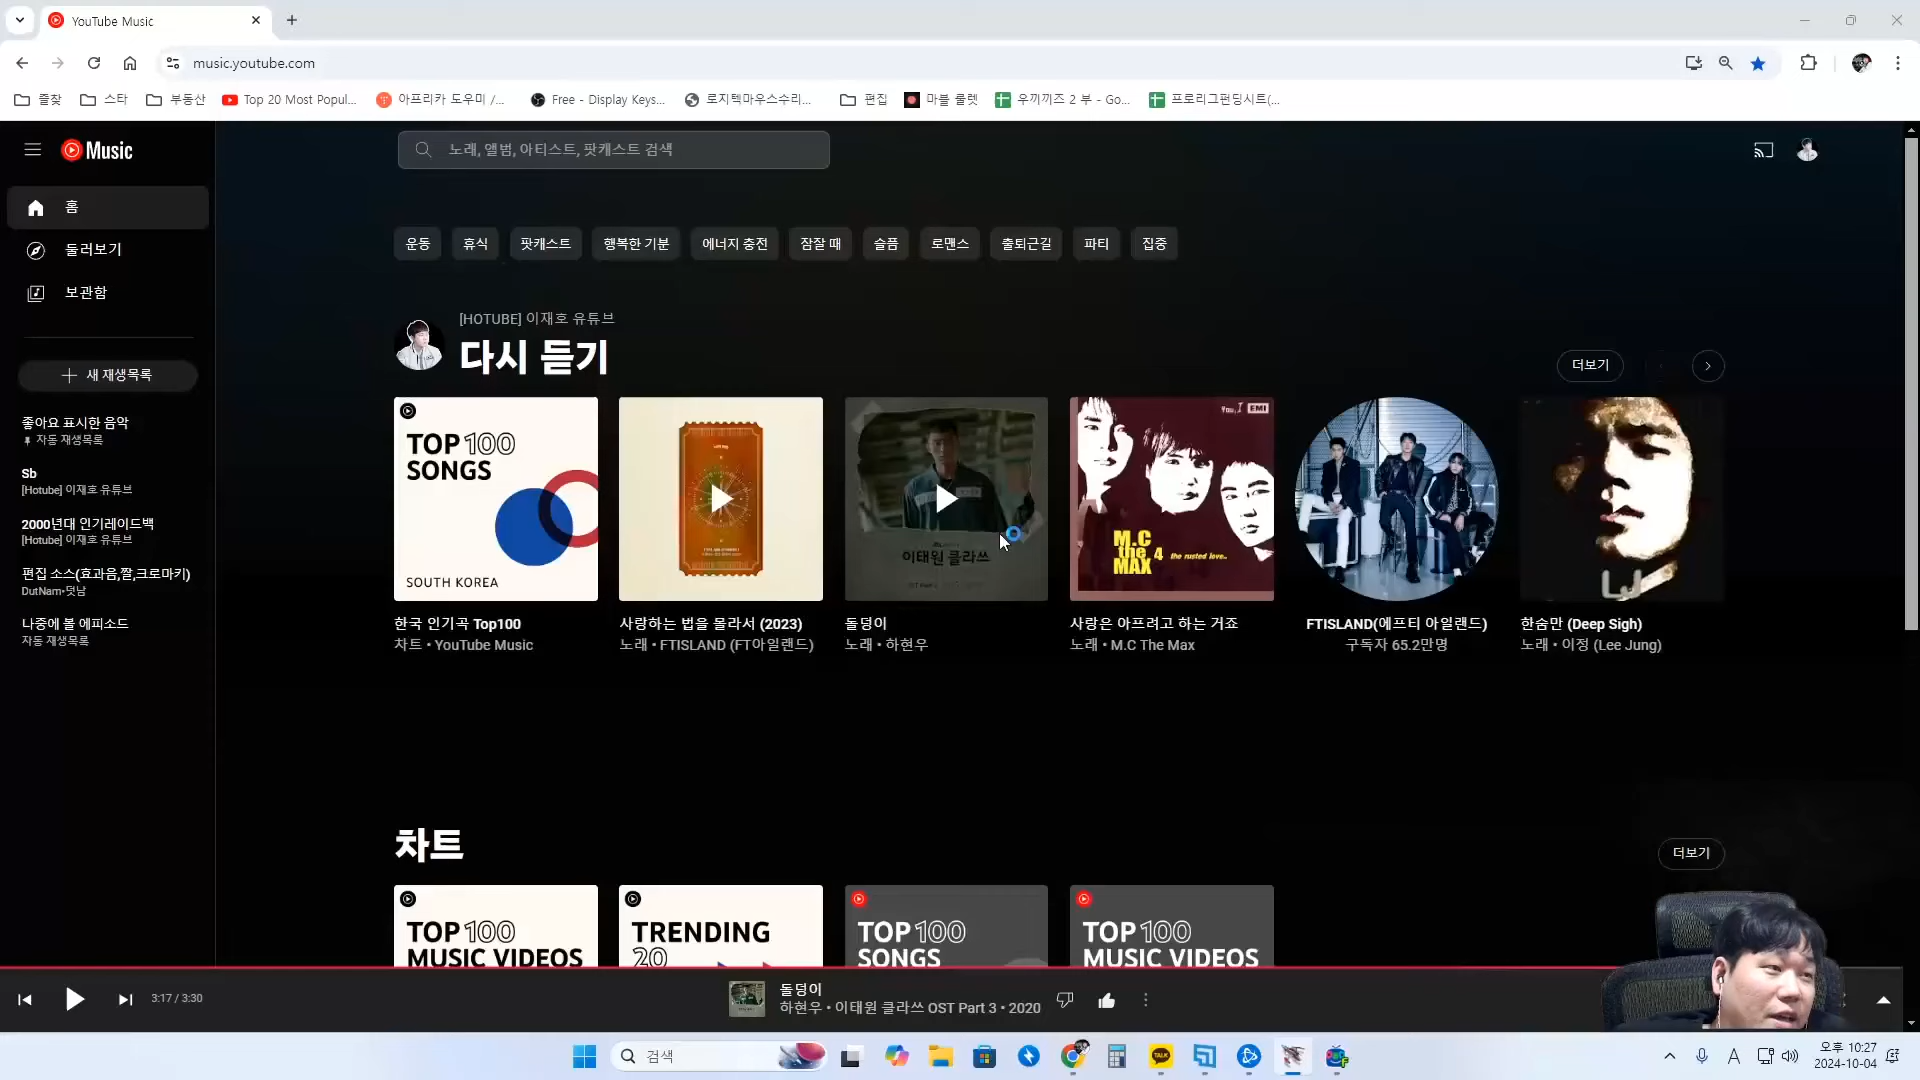 YouTube Music
music.youtube.com
즐찾
스타
부동산
Top 20 Most Popul...
아프리카 도우미 /...
Free - Display Keys...
로지텍마우스수리...
편집
마블 룰렛
우끼끼즈 2 부 - Go...
프로리그펀딩시트(...
Music
노래, 앨범, 아티스트, 팟캐스트 검색
홈
둘러보기
보관함
새 재생목록
좋아요 표시한 음악
자동 재생목록
Sb
[Hotube] 이재호 유튜브
2000년대 인기레이드백
[Hotube] 이재호 유튜브
편집 소스(효과음,짤,크로마키)
DutNam•덧남
나중에 볼 에피소드
자동 재생목록
운동
휴식
팟캐스트
행복한 기분
에너지 충전
잠잘 때
슬픔
로맨스
출퇴근길
파티
집중
[HOTUBE] 이재호 유튜브
다시 듣기
더보기
TOP 100
SONGS
SOUTH KOREA
이태원 클라쓰
You, I EMI
M.C
the 4 the rusted love..
MAX
한국 인기곡 Top100
차트 • YouTube Music
사랑하는 법을 몰라서 (2023)
노래 • FTISLAND (FT아일랜드)
돌덩이
노래 • 하현우
사랑은 아프려고 하는 거죠
노래 • M.C The Max
FTISLAND(에프티 아일랜드)
구독자 65.2만명
한숨만 (Deep Sigh)
노래 • 이정 (Lee Jung)
차트
더보기
TOP 100
MUSIC VIDEOS
TRENDING
20
TOP 100
SONGS
TOP 100
MUSIC VIDEOS
3:17 / 3:30
돌덩이
하현우 • 이태원 클라쓰 OST Part 3 • 2020
검색
TALK
A
오후 10:27
2024-10-04